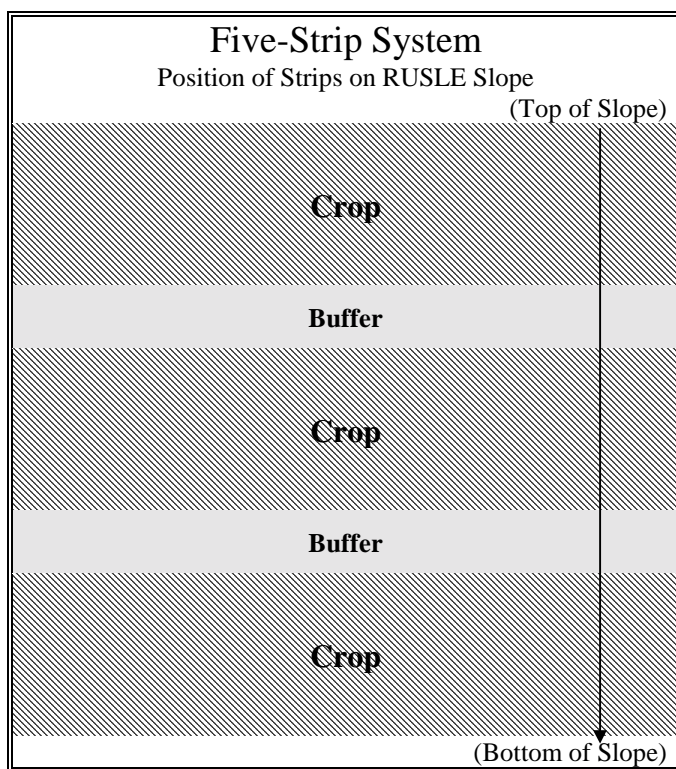 Five-Strip System
Position of Strips on RUSLE Slope
(Top of Slope)
Crop
Buffer
Crop
Buffer
Crop
(Bottom of Slope)